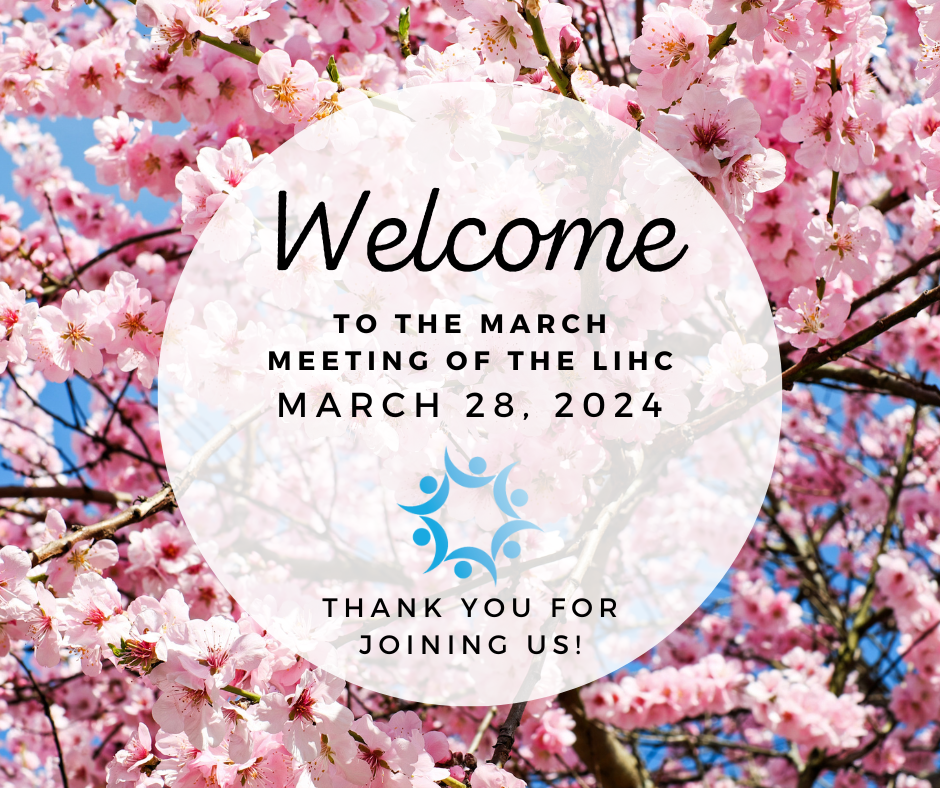 Welcome
TO THE MARCH
MEETING OF THE LIHC
MARCH 28, 2024
THANK YOU FOR
JOINING US!